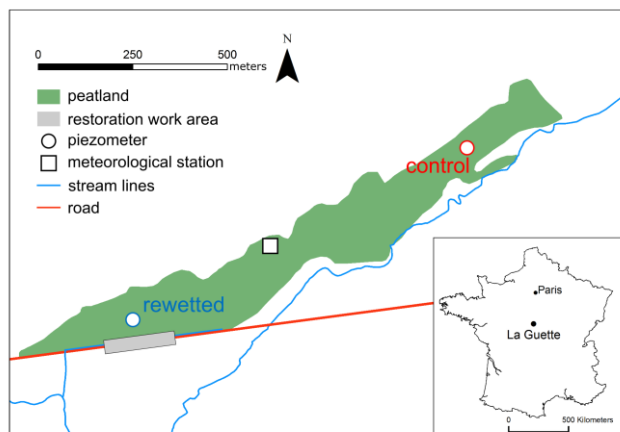 N
0 250 500
meters
peatland
restoration work area
piezometer
meteorological station
stream lines
road
control
rewetted
Paris
La Guette
0 500 Kilometers